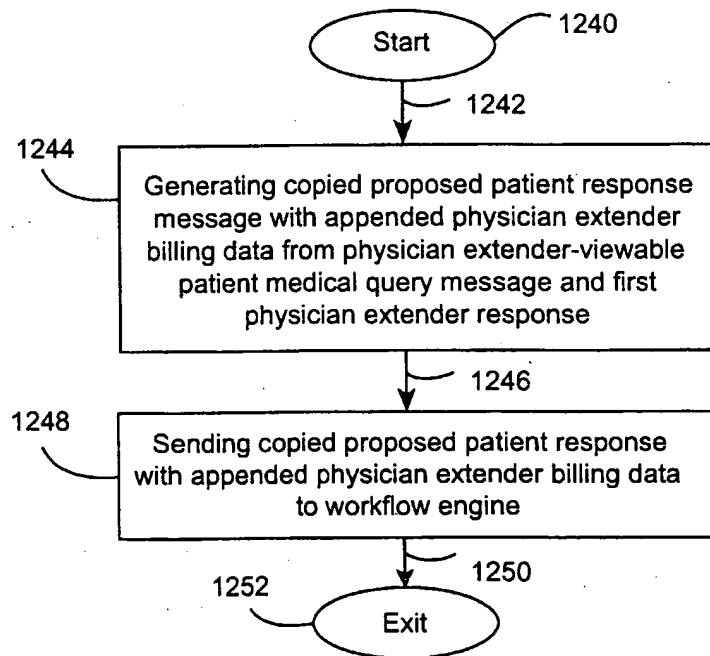 Start
1240
1242
1244
Generating copied proposed patient response
message with appended physician extender
billing data from physician extender-viewable
patient medical query message and first
physician extender response
1246
1248
Sending copied proposed patient response
with appended physician extender billing data
to workflow engine
1250
1252
Exit